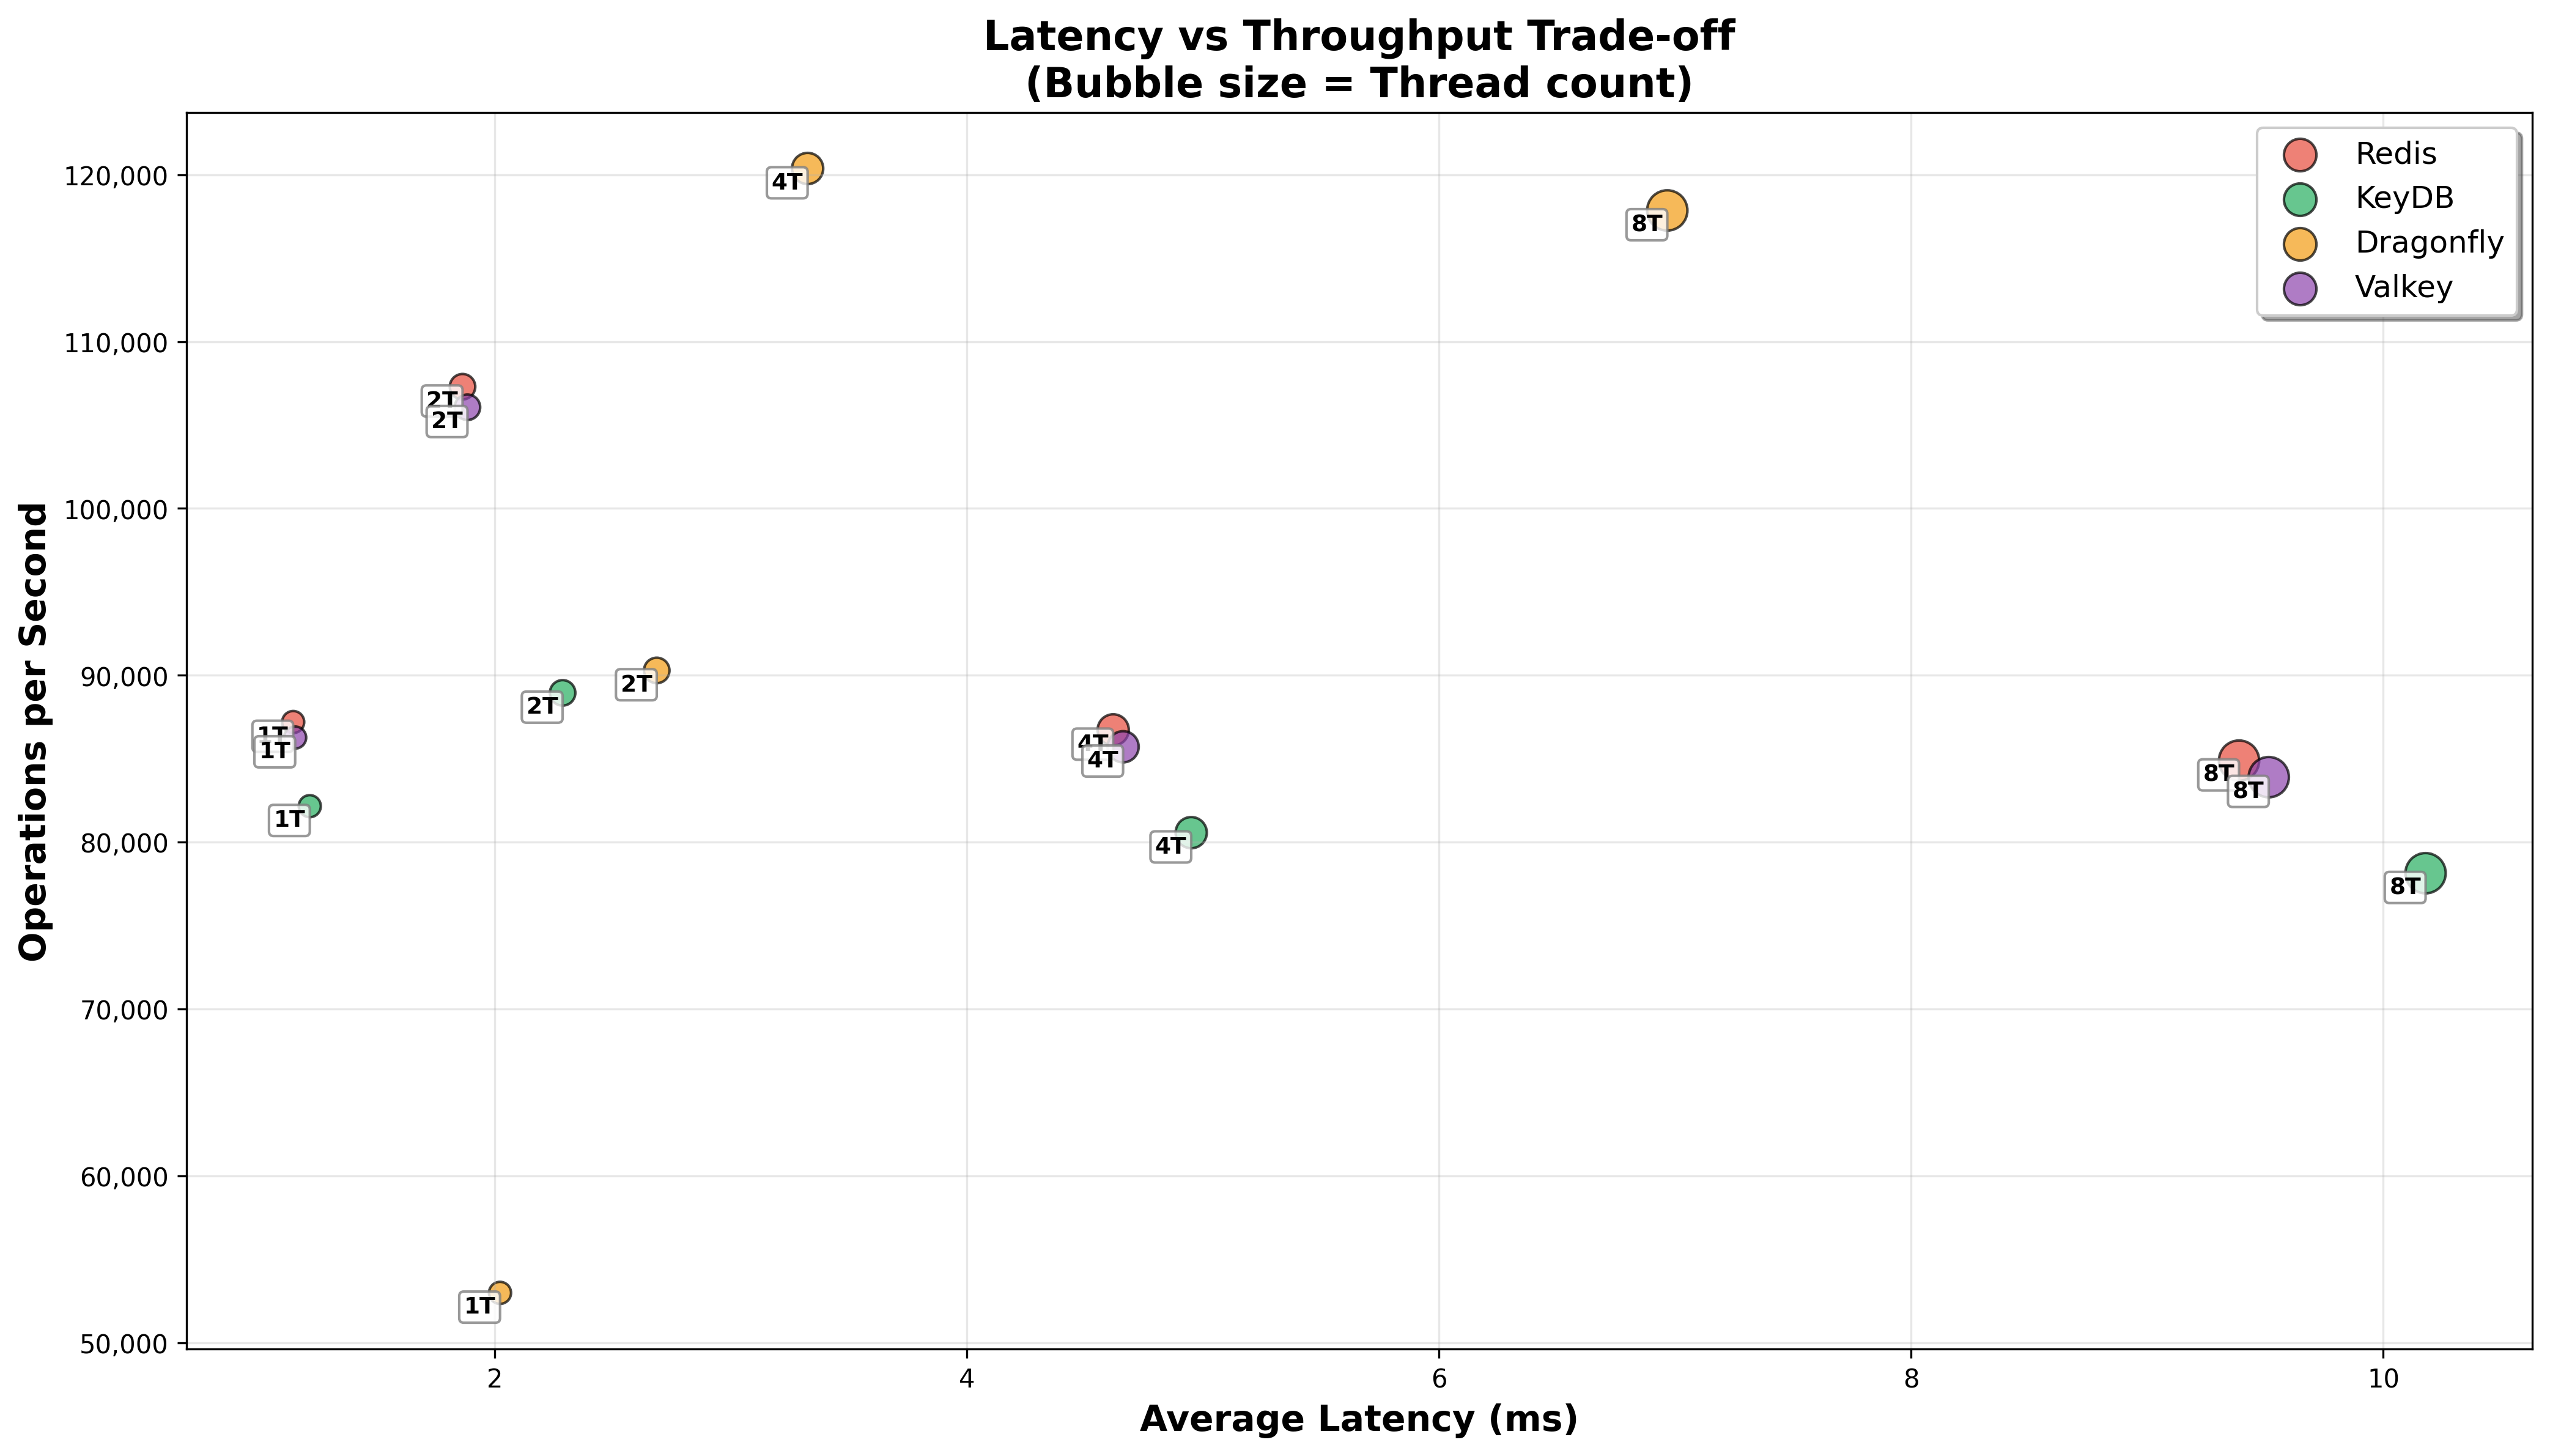 Latency vs Throughput Trade-off
(Bubble size = Thread count)
Redis
KeyDB
Dragonfly
Valkey
120,000
110,000
100,000
90,000
80,000
70,000
60,000
50,000
Operations per Second
4T
8T
2T
2T
2T
2T
1T
1T
1T
4T
4T
4T
8T
8T
8T
1T
2
4
6
8
10
Average Latency (ms)